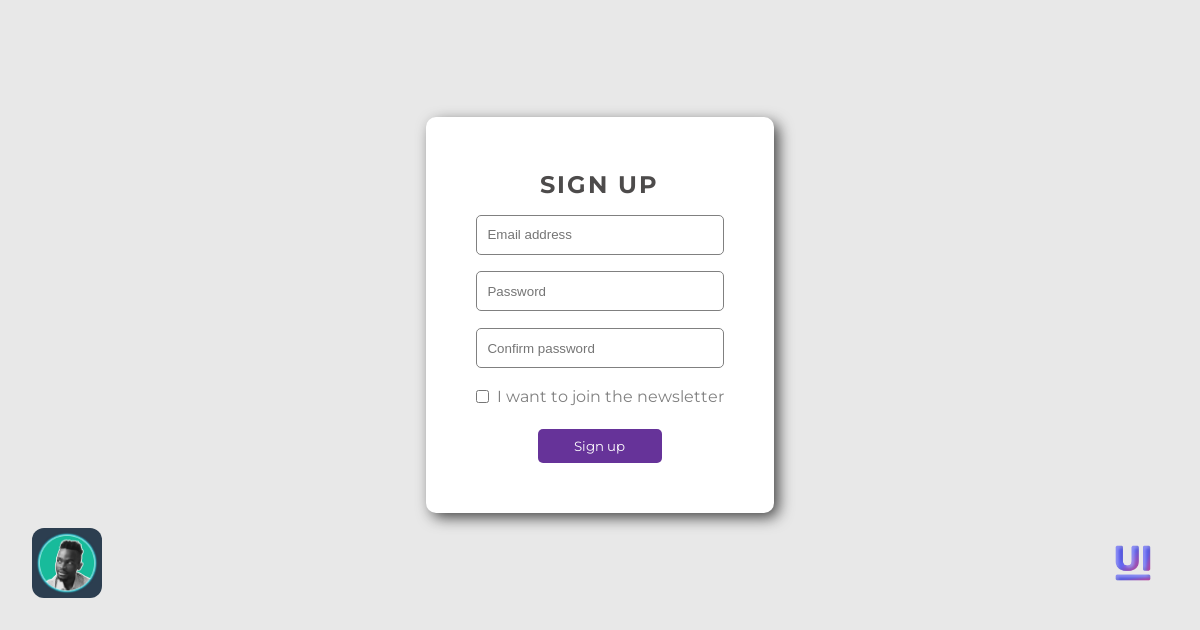 SIGN UP
Email address
Password
Confirm password
I want to join the newsletter
Sign up
UI